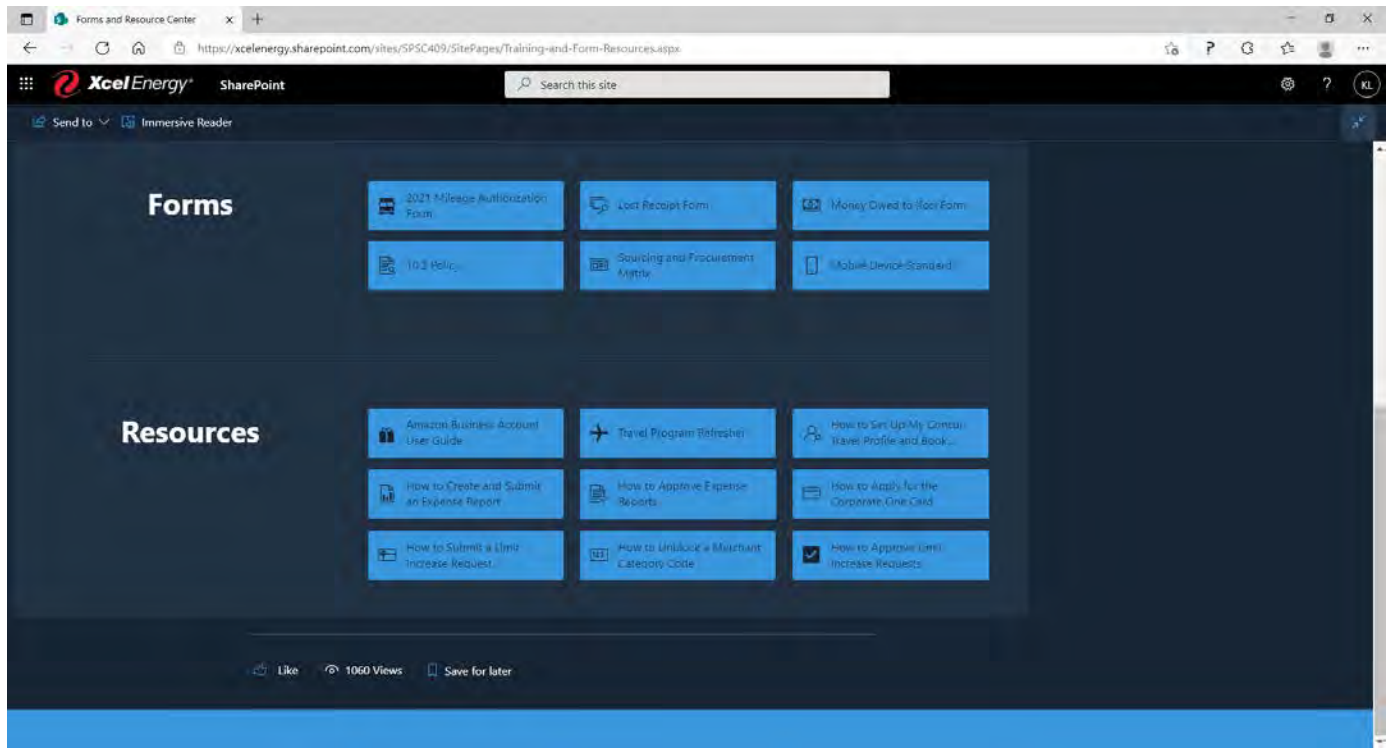 Forms and Resource Center
https://xcelenergy.sharepoint.com/sites/SPSC409/SitePages/Training-and-Form-Resources.aspx
Xcel Energy SharePoint
Search this site
KL
Send to
Immersive Reader
Forms
2021 Mileage Authorization
Form
Lost Receipt Form
Money Owed to Xcel Form
10.3 Policy
Sourcing and Procurement
Matrix
Mobile Device Standard
Resources
Amazon Business Account
User Guide
Travel Program Refresher
How to Set Up My Concur
Travel Profile and Book...
How to Create and Submit
an Expense Report
How to Approve Expense
Reports
How to Apply for the
Corporate One Card
How to Submit a Limit
Increase Request
How to Unblock a Merchant
Category Code
How to Approve Limit
Increase Requests
Like
1060 Views
Save for later